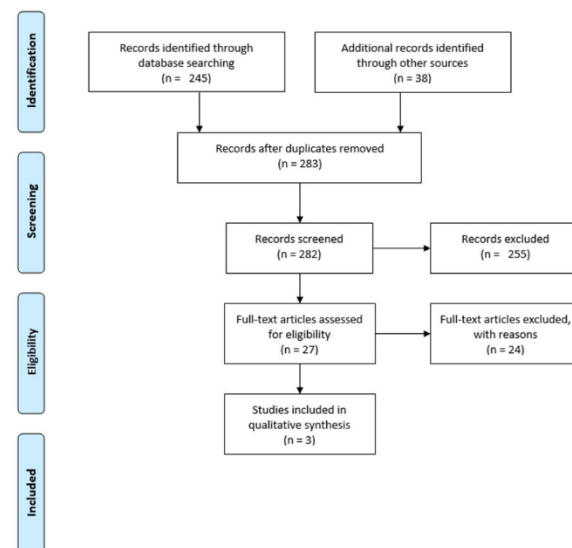 Identification
Records identified through
database searching
(n = 245)
Additional records identified
through other sources
(n = 38)
Records after duplicates removed
(n = 283)
Screening
Records screened
(n = 282)
Records excluded
(n = 255)
Eligibility
Full-text articles assessed
for eligibility
(n = 27)
Full-text articles excluded,
with reasons
(n = 24)
Studies included in
qualitative synthesis
(n = 3)
Included